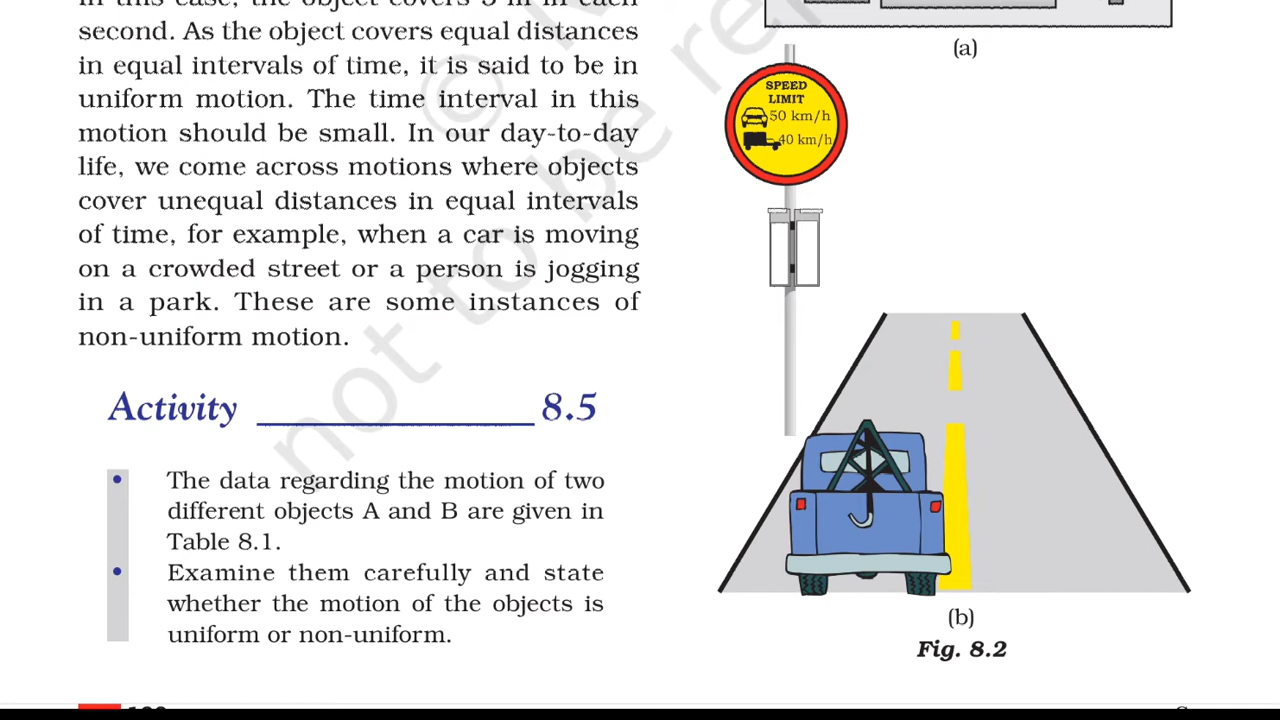 second. As the object covers equal distances
in equal intervals of time, it is said to be in
uniform motion. The time interval in this
motion should be small. In our day-to-day
life, we come across motions where objects
cover unequal distances in equal intervals
of time, for example, when a car is moving
on a crowded street or a person is jogging
in a park. These are some instances of
non-uniform motion.
Activity 8.5
• The data regarding the motion of two
different objects A and B are given in
Table 8.1.
• Examine them carefully and state
whether the motion of the objects is
uniform or non-uniform.
(a)
SPEED
LIMIT
50 km/h
40 km/h
(b)
Fig. 8.2
not to be re